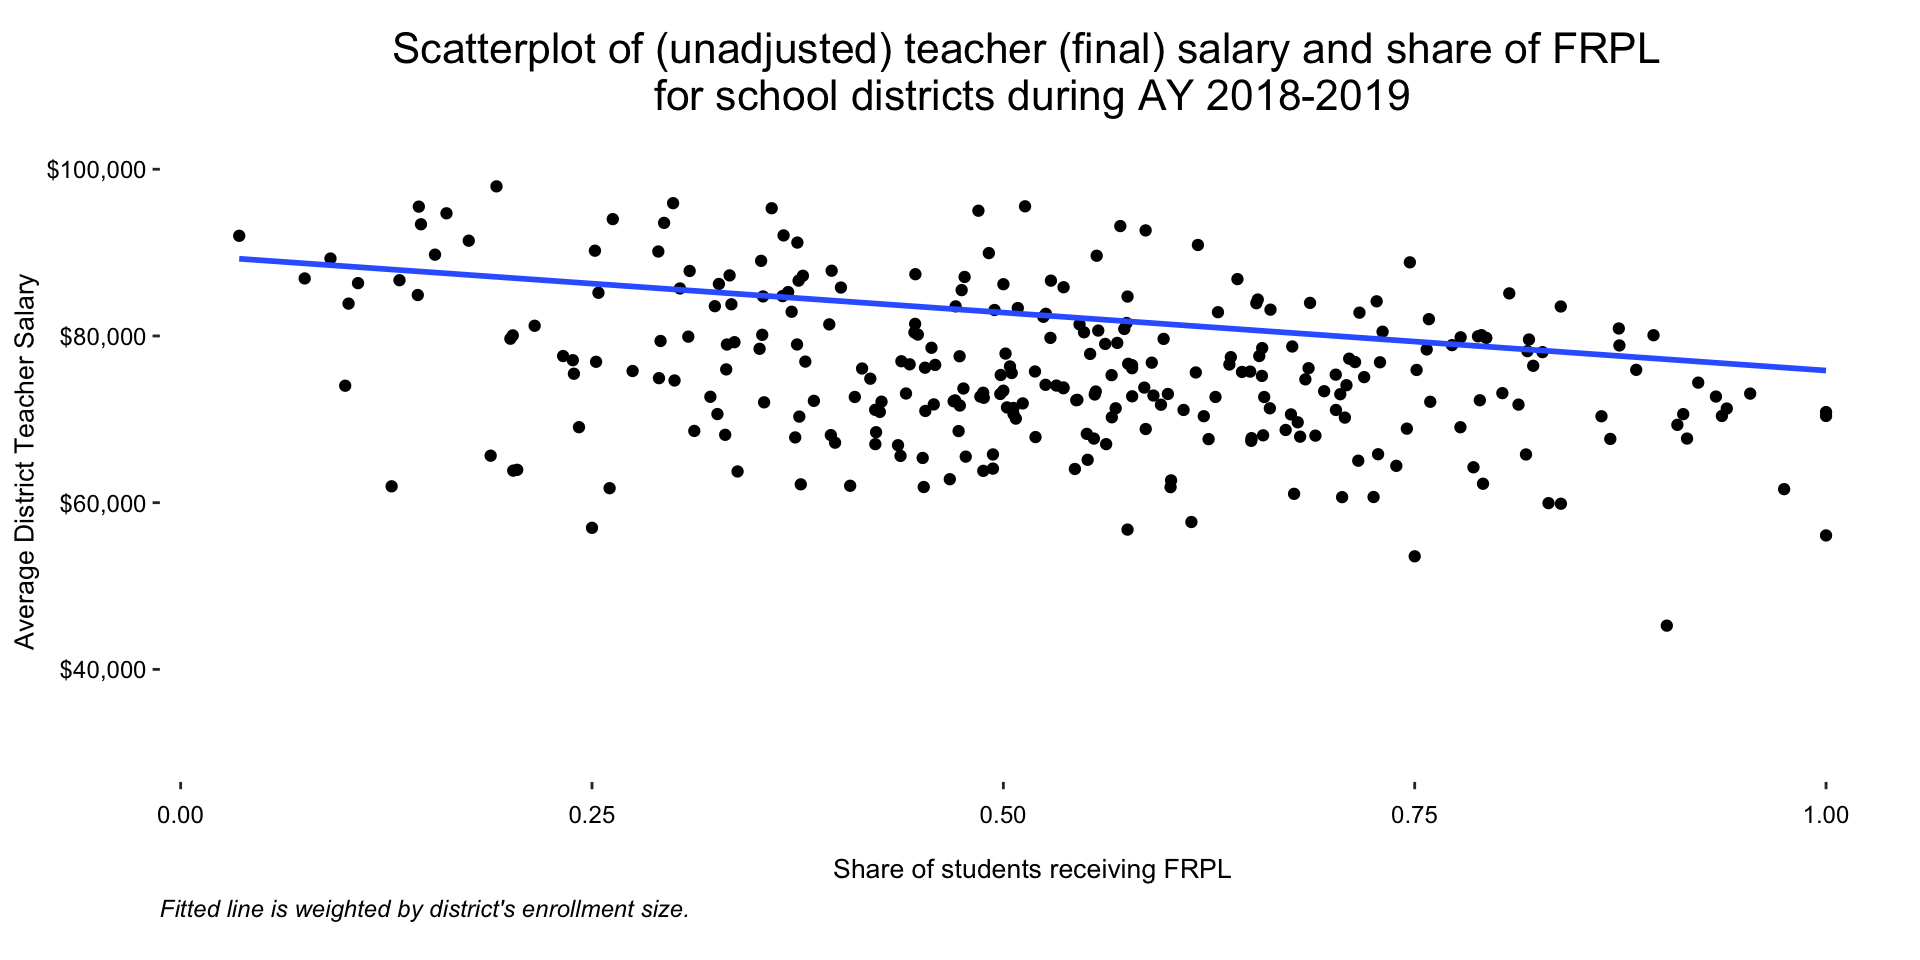 Scatterplot of (unadjusted) teacher (final) salary and share of FRPL
for school districts during AY 2018-2019
Average District Teacher Salary
$100,000
$80,000
$60,000
$40,000
0.00
0.25
0.50
0.75
1.00
Share of students receiving FRPL
Fitted line is weighted by district's enrollment size.